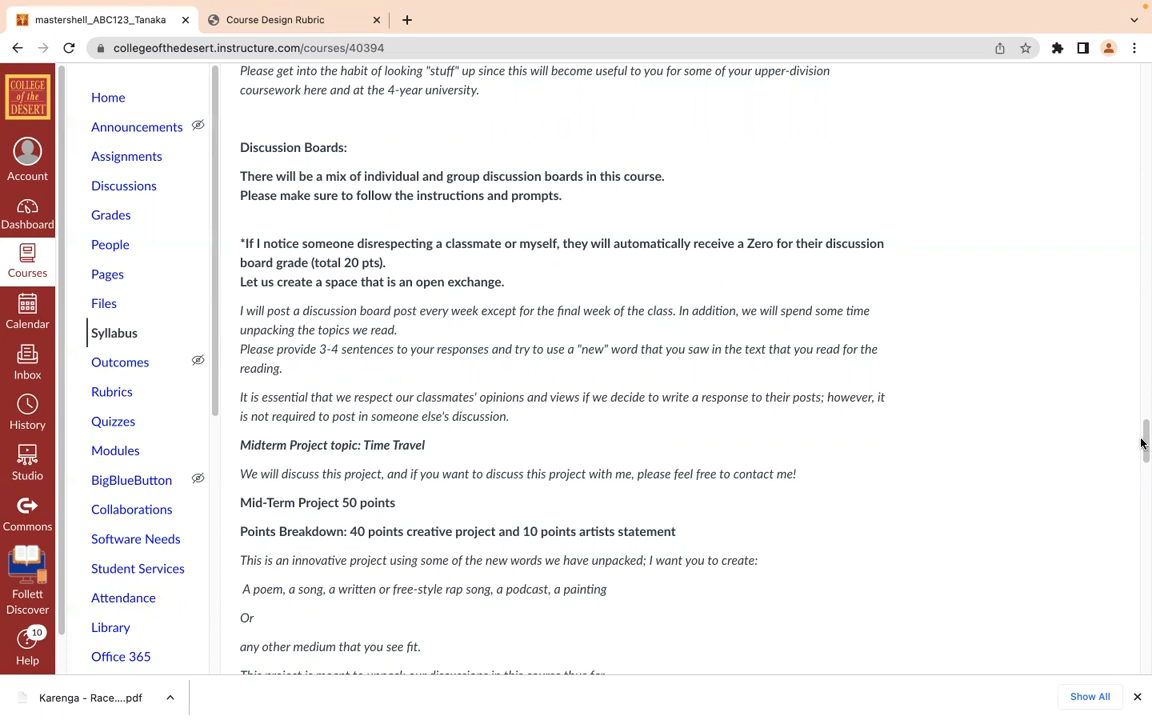 mastershell_ABC123_Tanaka
Course Design Rubric
collegeofthedesert.instructure.com/courses/40394
COLLEGE
of the
DESERT
Account
Dashboard
Courses
Calendar
Inbox
History
Studio
Commons
Follett
Discover
10
Help
Home
Announcements
Assignments
Discussions
Grades
People
Pages
Files
Syllabus
Outcomes
Rubrics
Quizzes
Modules
BigBlueButton
Collaborations
Software Needs
Student Services
Attendance
Library
Office 365
Please get into the habit of looking "stuff" up since this will become useful to you for some of your upper-division
coursework here and at the 4-year university.
Discussion Boards:
There will be a mix of individual and group discussion boards in this course.
Please make sure to follow the instructions and prompts.
*If I notice someone disrespecting a classmate or myself, they will automatically receive a Zero for their discussion
board grade (total 20 pts).
Let us create a space that is an open exchange.
I will post a discussion board post every week except for the final week of the class. In addition, we will spend some time
unpacking the topics we read.
Please provide 3-4 sentences to your responses and try to use a "new" word that you saw in the text that you read for the
reading.
It is essential that we respect our classmates' opinions and views if we decide to write a response to their posts; however, it
is not required to post in someone else's discussion.
Midterm Project topic: Time Travel
We will discuss this project, and if you want to discuss this project with me, please feel free to contact me!
Mid-Term Project 50 points
Points Breakdown: 40 points creative project and 10 points artists statement
This is an innovative project using some of the new words we have unpacked; I want you to create:
A poem, a song, a written or free-style rap song, a podcast, a painting
Or
any other medium that you see fit.
This project is meant to unpack our discussions in this course thus far
Karenga - Race....pdf
Show All